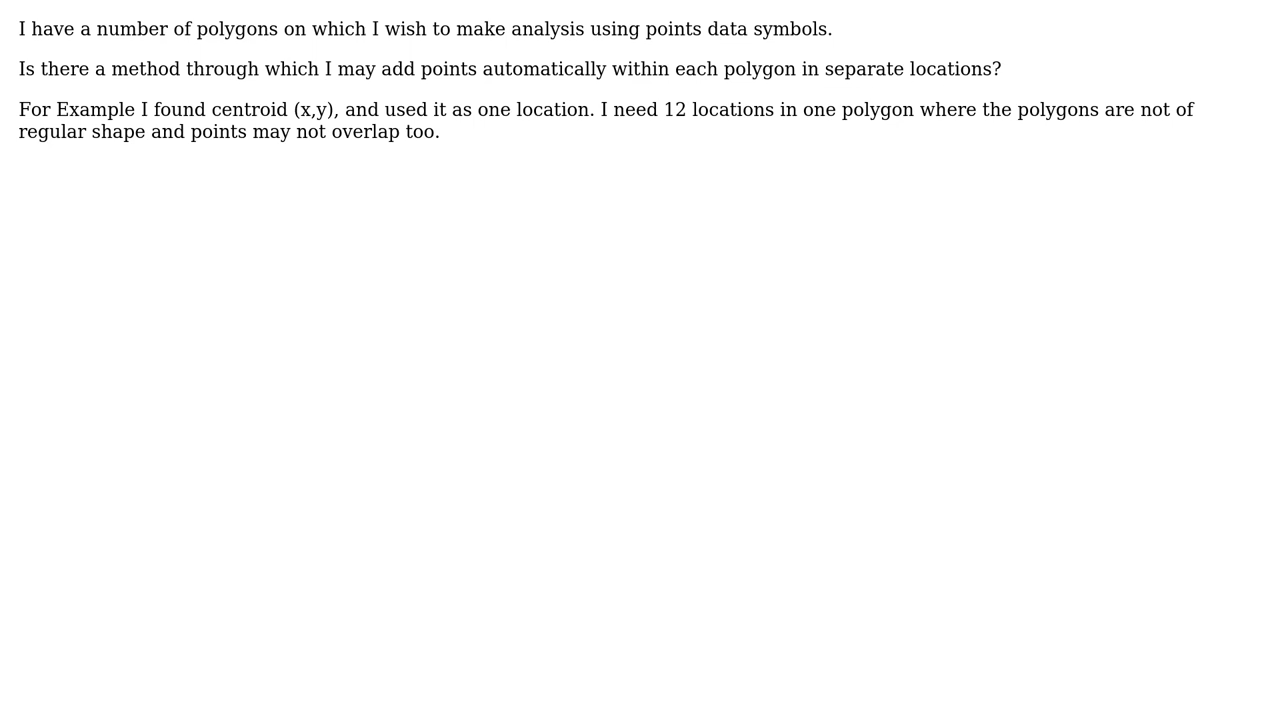 I have a number of polygons on which I wish to make analysis using points data symbols.
Is there a method through which I may add points automatically within each polygon in separate locations?
For Example I found centroid (x,y), and used it as one location. I need 12 locations in one polygon where the polygons are not of
regular shape and points may not overlap too.